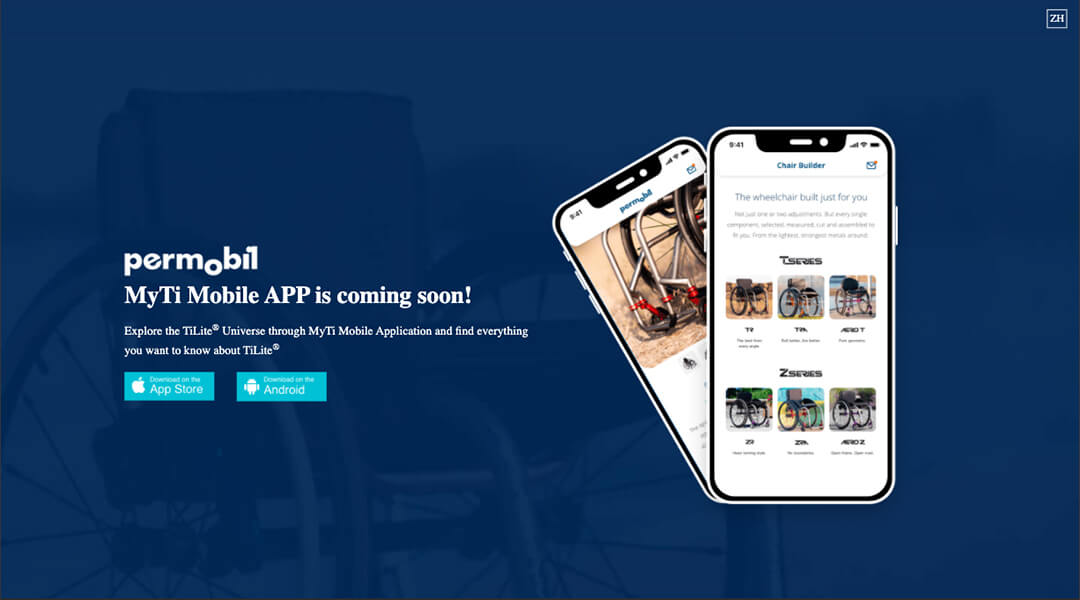 ZH
permobil
MyTi Mobile APP is coming soon!
Explore the TiLite® Universe through MyTi Mobile Application and find everything
you want to know about TiLite®
Download on the
App Store
Download on the
Android
9:41
permobil
9:41
Chair Builder
The wheelchair built just for you
Not just one or two adjustments. But every single
component, selected, measured, cut and assembled to
fit you. From the lightest, strongest metals around.
TSERIES
TR
TRA
AERO T
The best from
every angle.
Roll better, live better.
Pure geometry.
ZSERIES
ZR
ZRA
AERO Z
Head turning style.
No boundaries.
Open frame. Open road.